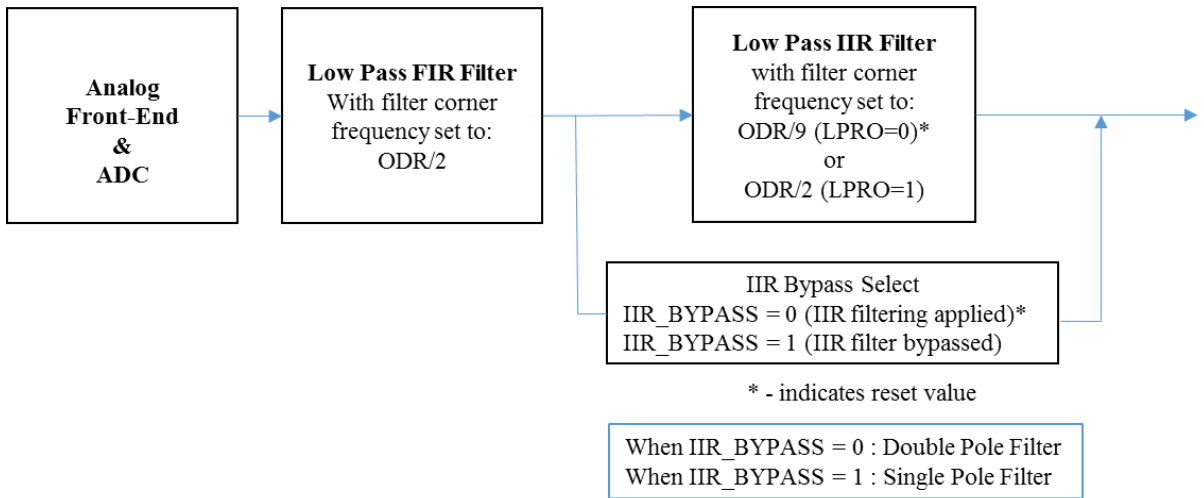 Analog
Front-End
&
ADC
Low Pass FIR Filter
With filter corner
frequency set to:
ODR/2
Low Pass IIR Filter
with filter corner
frequency set to:
ODR/9 (LPRO=0)*
or
ODR/2 (LPRO=1)
IIR Bypass Select
IIR_BYPASS = 0 (IIR filtering applied)*
IIR_BYPASS = 1 (IIR filter bypassed)
* - indicates reset value
When IIR_BYPASS = 0 : Double Pole Filter
When IIR_BYPASS = 1 : Single Pole Filter